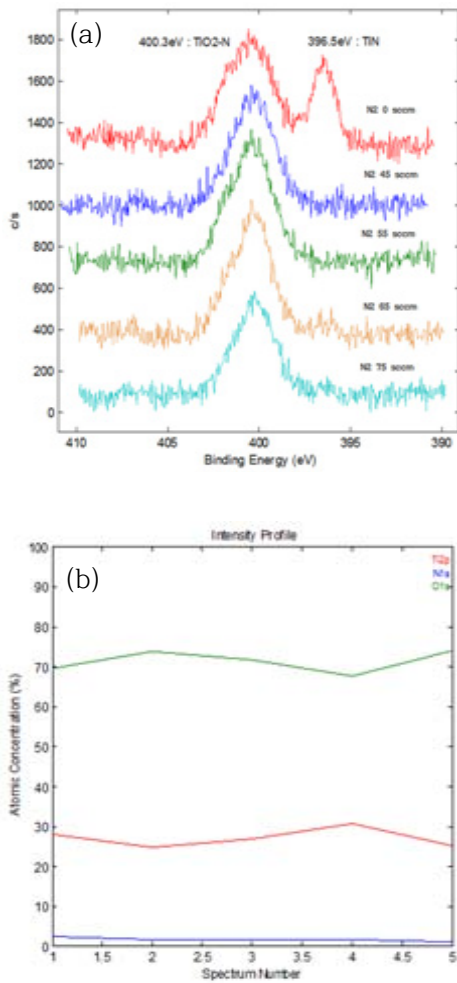 (a)
400.3eV : TiO2-N 396.5eV : TiN
1800
1600
1400
1200
1000
800
600
400
200
0
c/s
N2 0 sccm
N2 45 sccm
N2 55 sccm
N2 65 sccm
N2 75 sccm
410 405 400 395 390
Binding Energy (eV)
Intensity Profile
(b)
Ti2p
N1s
O1s
100
90
80
70
60
50
40
30
20
10
0
Atomic Concentration (%)
1 1.5 2 2.5 3 3.5 4 4.5 5
Spectrum Number